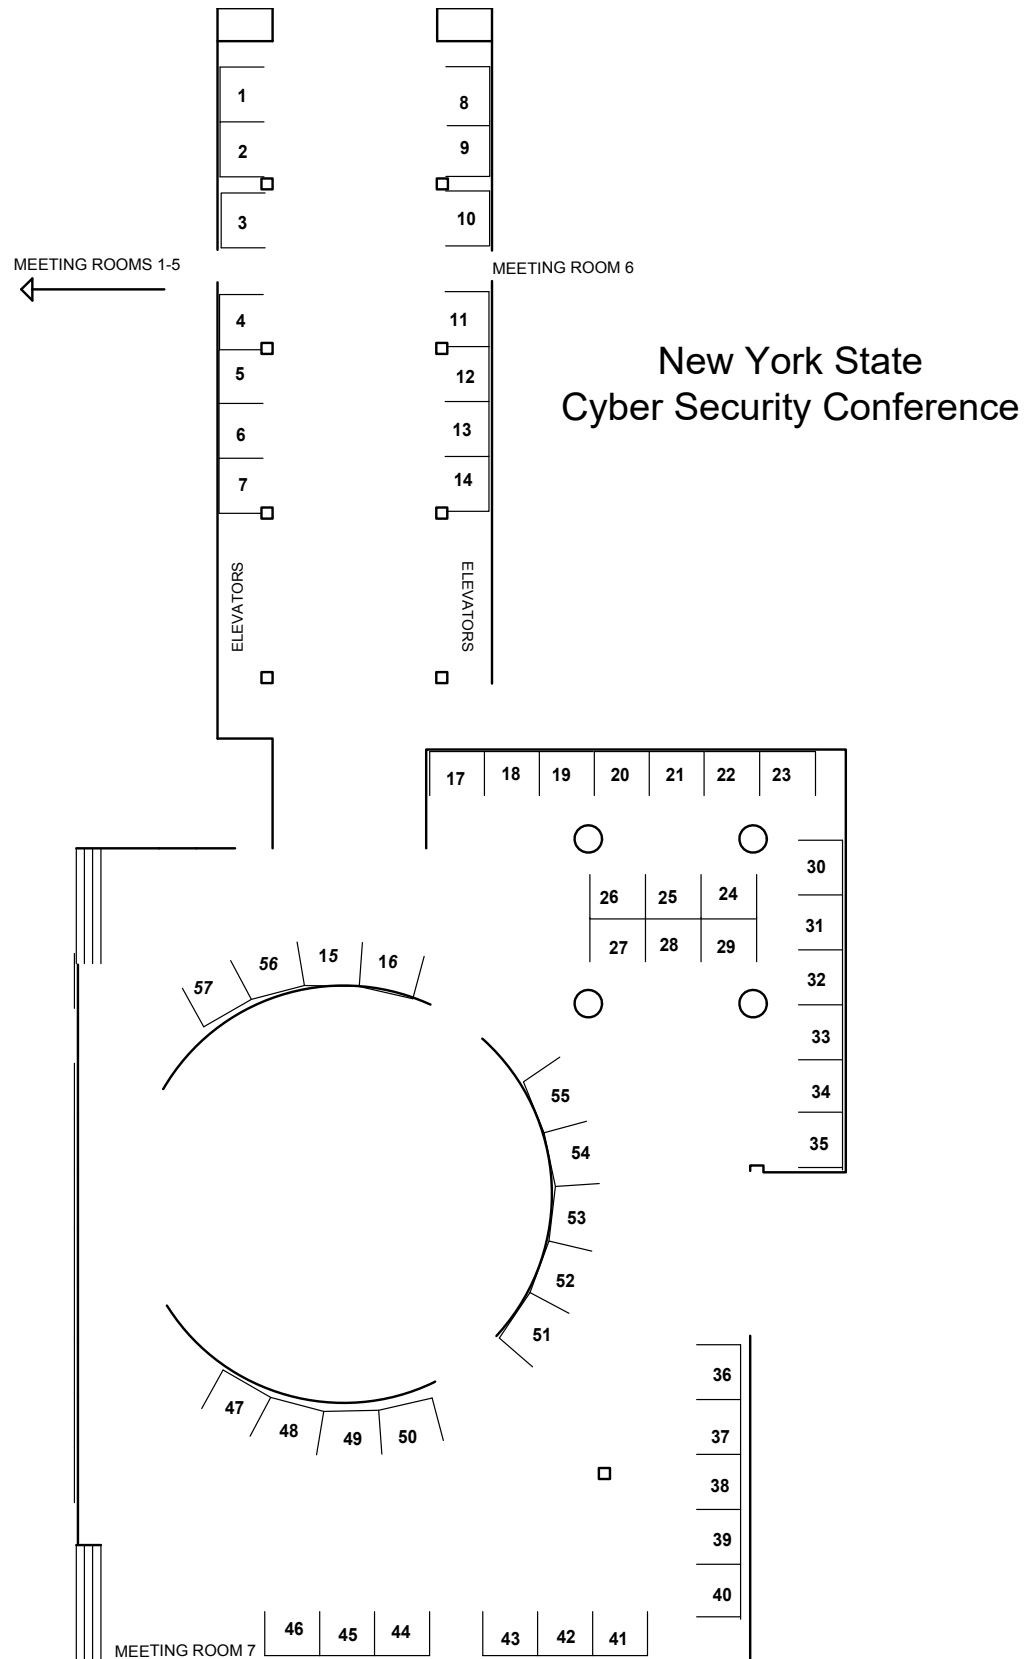 1
8
2
9
3
10
MEETING ROOMS 1-5
MEETING ROOM 6
4
11
New York State
Cyber Security Conference
5
12
6
13
7
14
ELEVATORS
ELEVATORS
17 18 19 20 21 22 23
30
26 25 24
31
27 28 29
32
57 56 15 16
33
34
55
35
54
53
52
51
36
47 48 49 50
37
38
39
40
46 45 44
43 42 41
MEETING ROOM 7